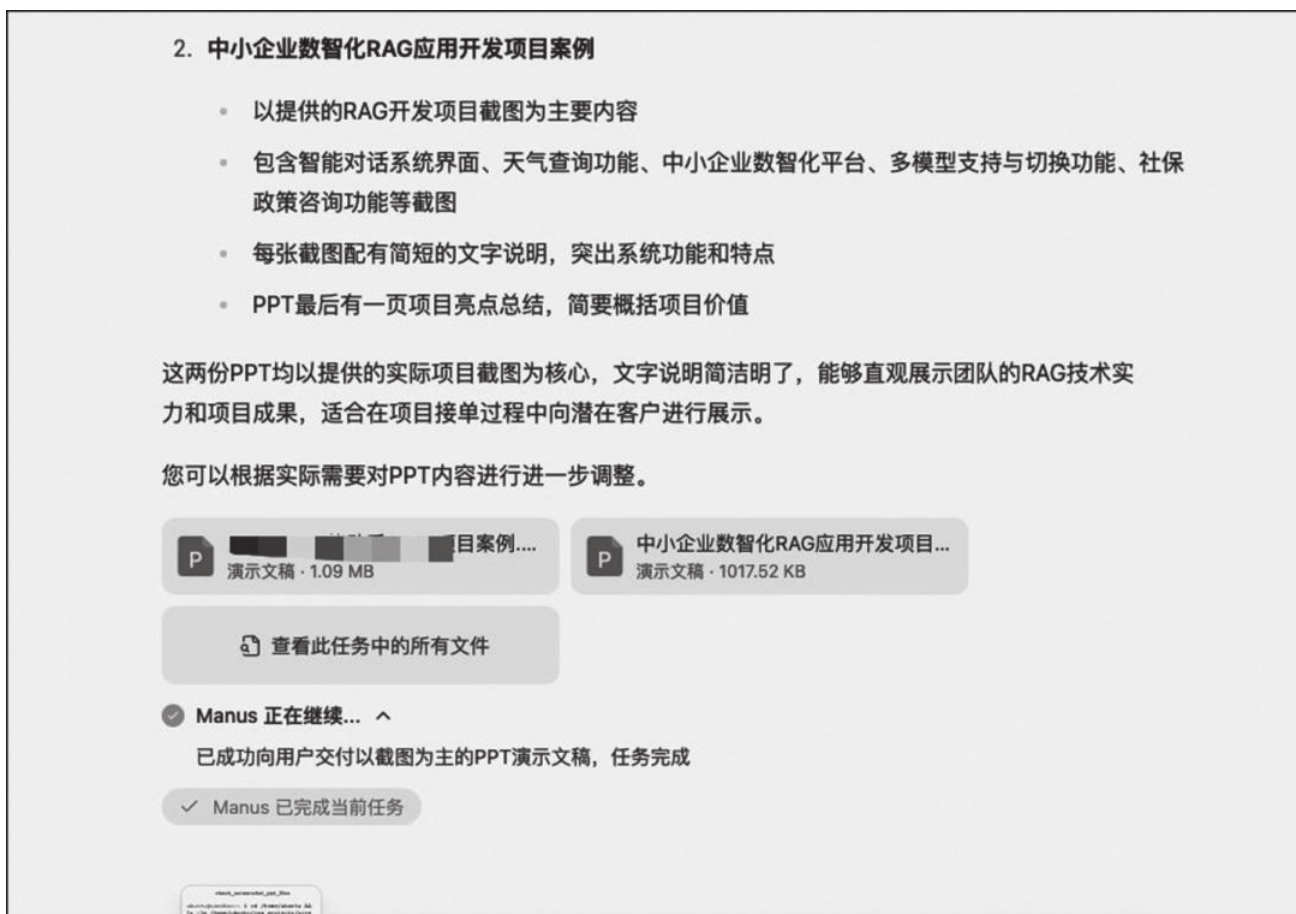 2. 中小企业数智化RAG应用开发项目案例
以提供的RAG开发项目截图为主要内容
包含智能对话系统界面、天气查询功能、中小企业数智化平台、多模型支持与切换功能、社保
政策咨询功能等截图
每张截图配有简短的文字说明，突出系统功能和特点
PPT最后有一页项目亮点总结，简要概括项目价值
这两份PPT均以提供的实际项目截图为核心，文字说明简洁明了，能够直观展示团队的RAG技术实
力和项目成果，适合在项目接单过程中向潜在客户进行展示。
您可以根据实际需要对PPT内容进行进一步调整。
P
目案例....
演示文稿 · 1.09 MB
P
中小企业数智化RAG应用开发项目...
演示文稿 · 1017.52 KB
查看此任务中的所有文件
Manus 正在继续...
已成功向用户交付以截图为主的PPT演示文稿，任务完成
Manus 已完成当前任务